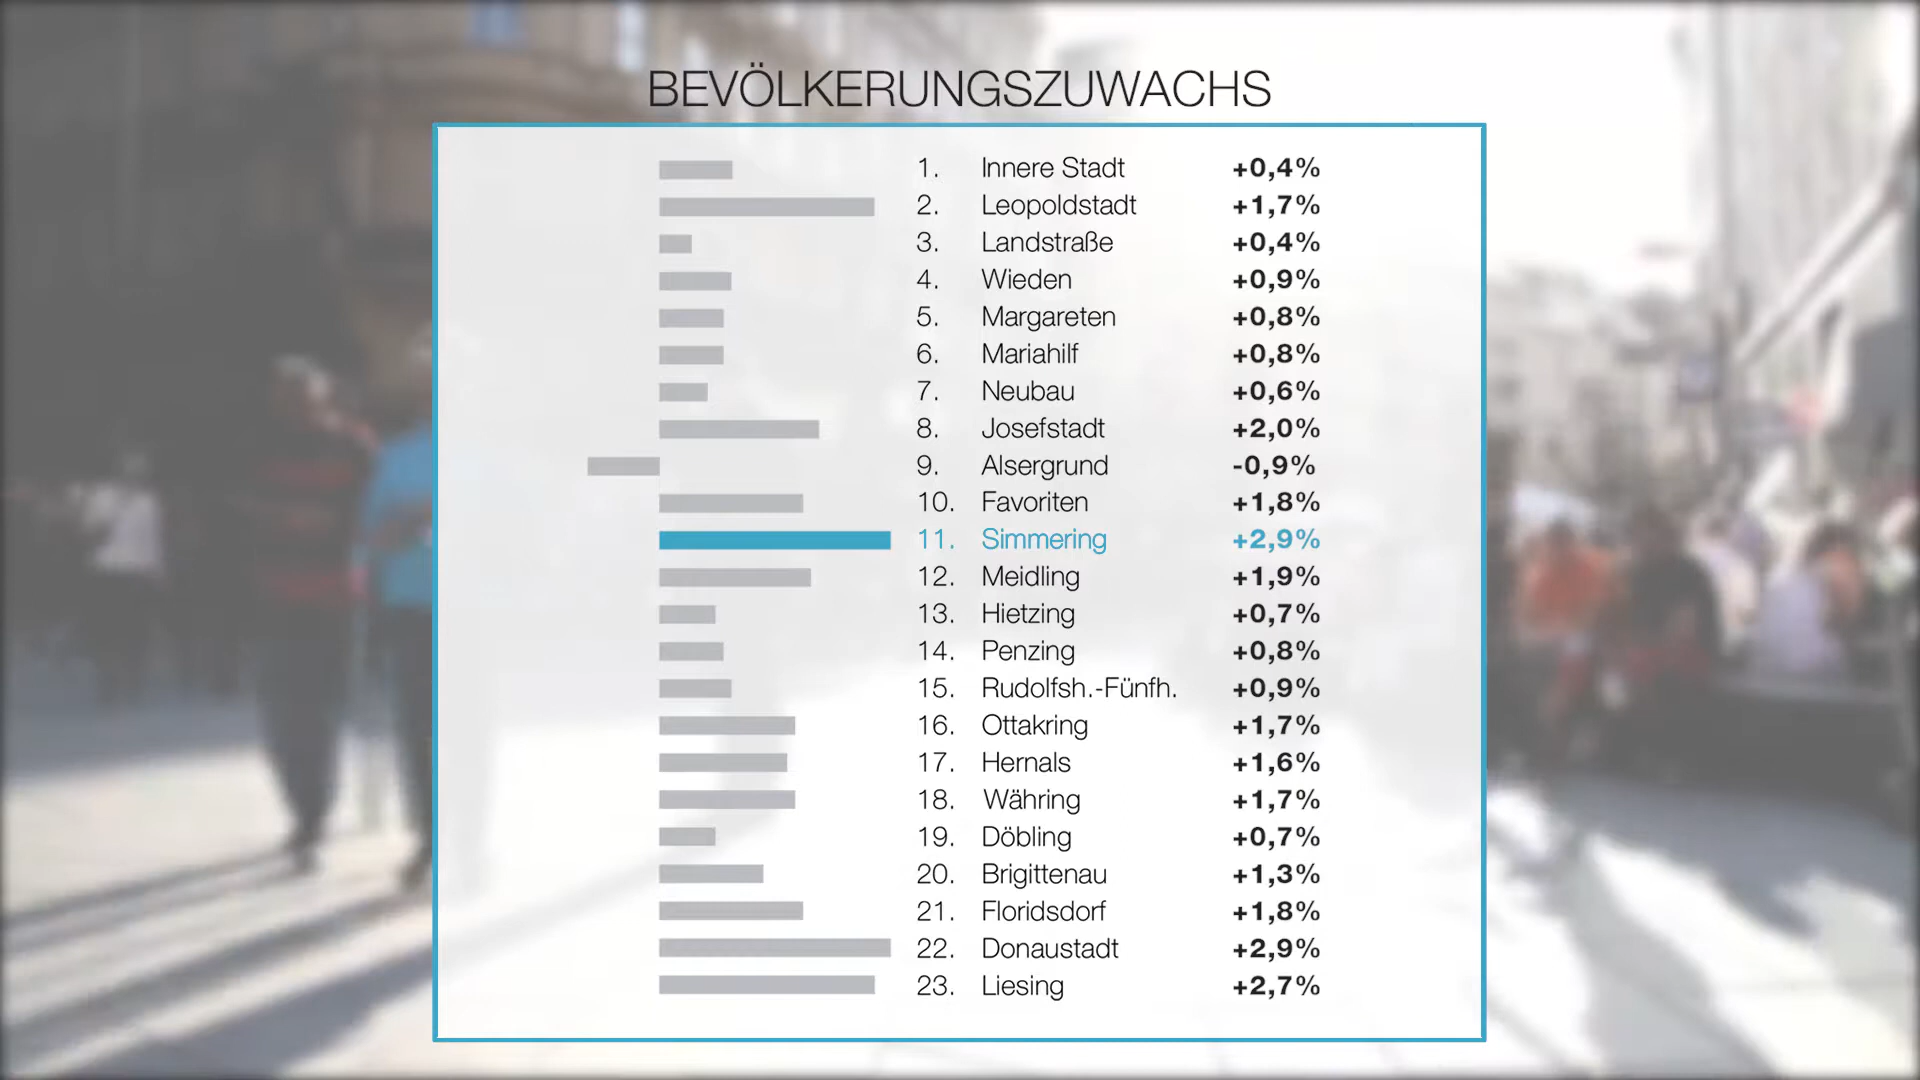 BEVÖLKERUNGSZUWACHS
1. Innere Stadt +0,4%
2. Leopoldstadt +1,7%
3. Landstraße +0,4%
4. Wieden +0,9%
5. Margareten +0,8%
6. Mariahilf +0,8%
7. Neubau +0,6%
8. Josefstadt +2,0%
9. Alsergrund -0,9%
10. Favoriten +1,8%
11. Simmering +2,9%
12. Meidling +1,9%
13. Hietzing +0,7%
14. Penzing +0,8%
15. Rudolfsh.-Fünfh. +0,9%
16. Ottakring +1,7%
17. Hernals +1,6%
18. Währing +1,7%
19. Döbling +0,7%
20. Brigittenau +1,3%
21. Floridsdorf +1,8%
22. Donaustadt +2,9%
23. Liesing +2,7%